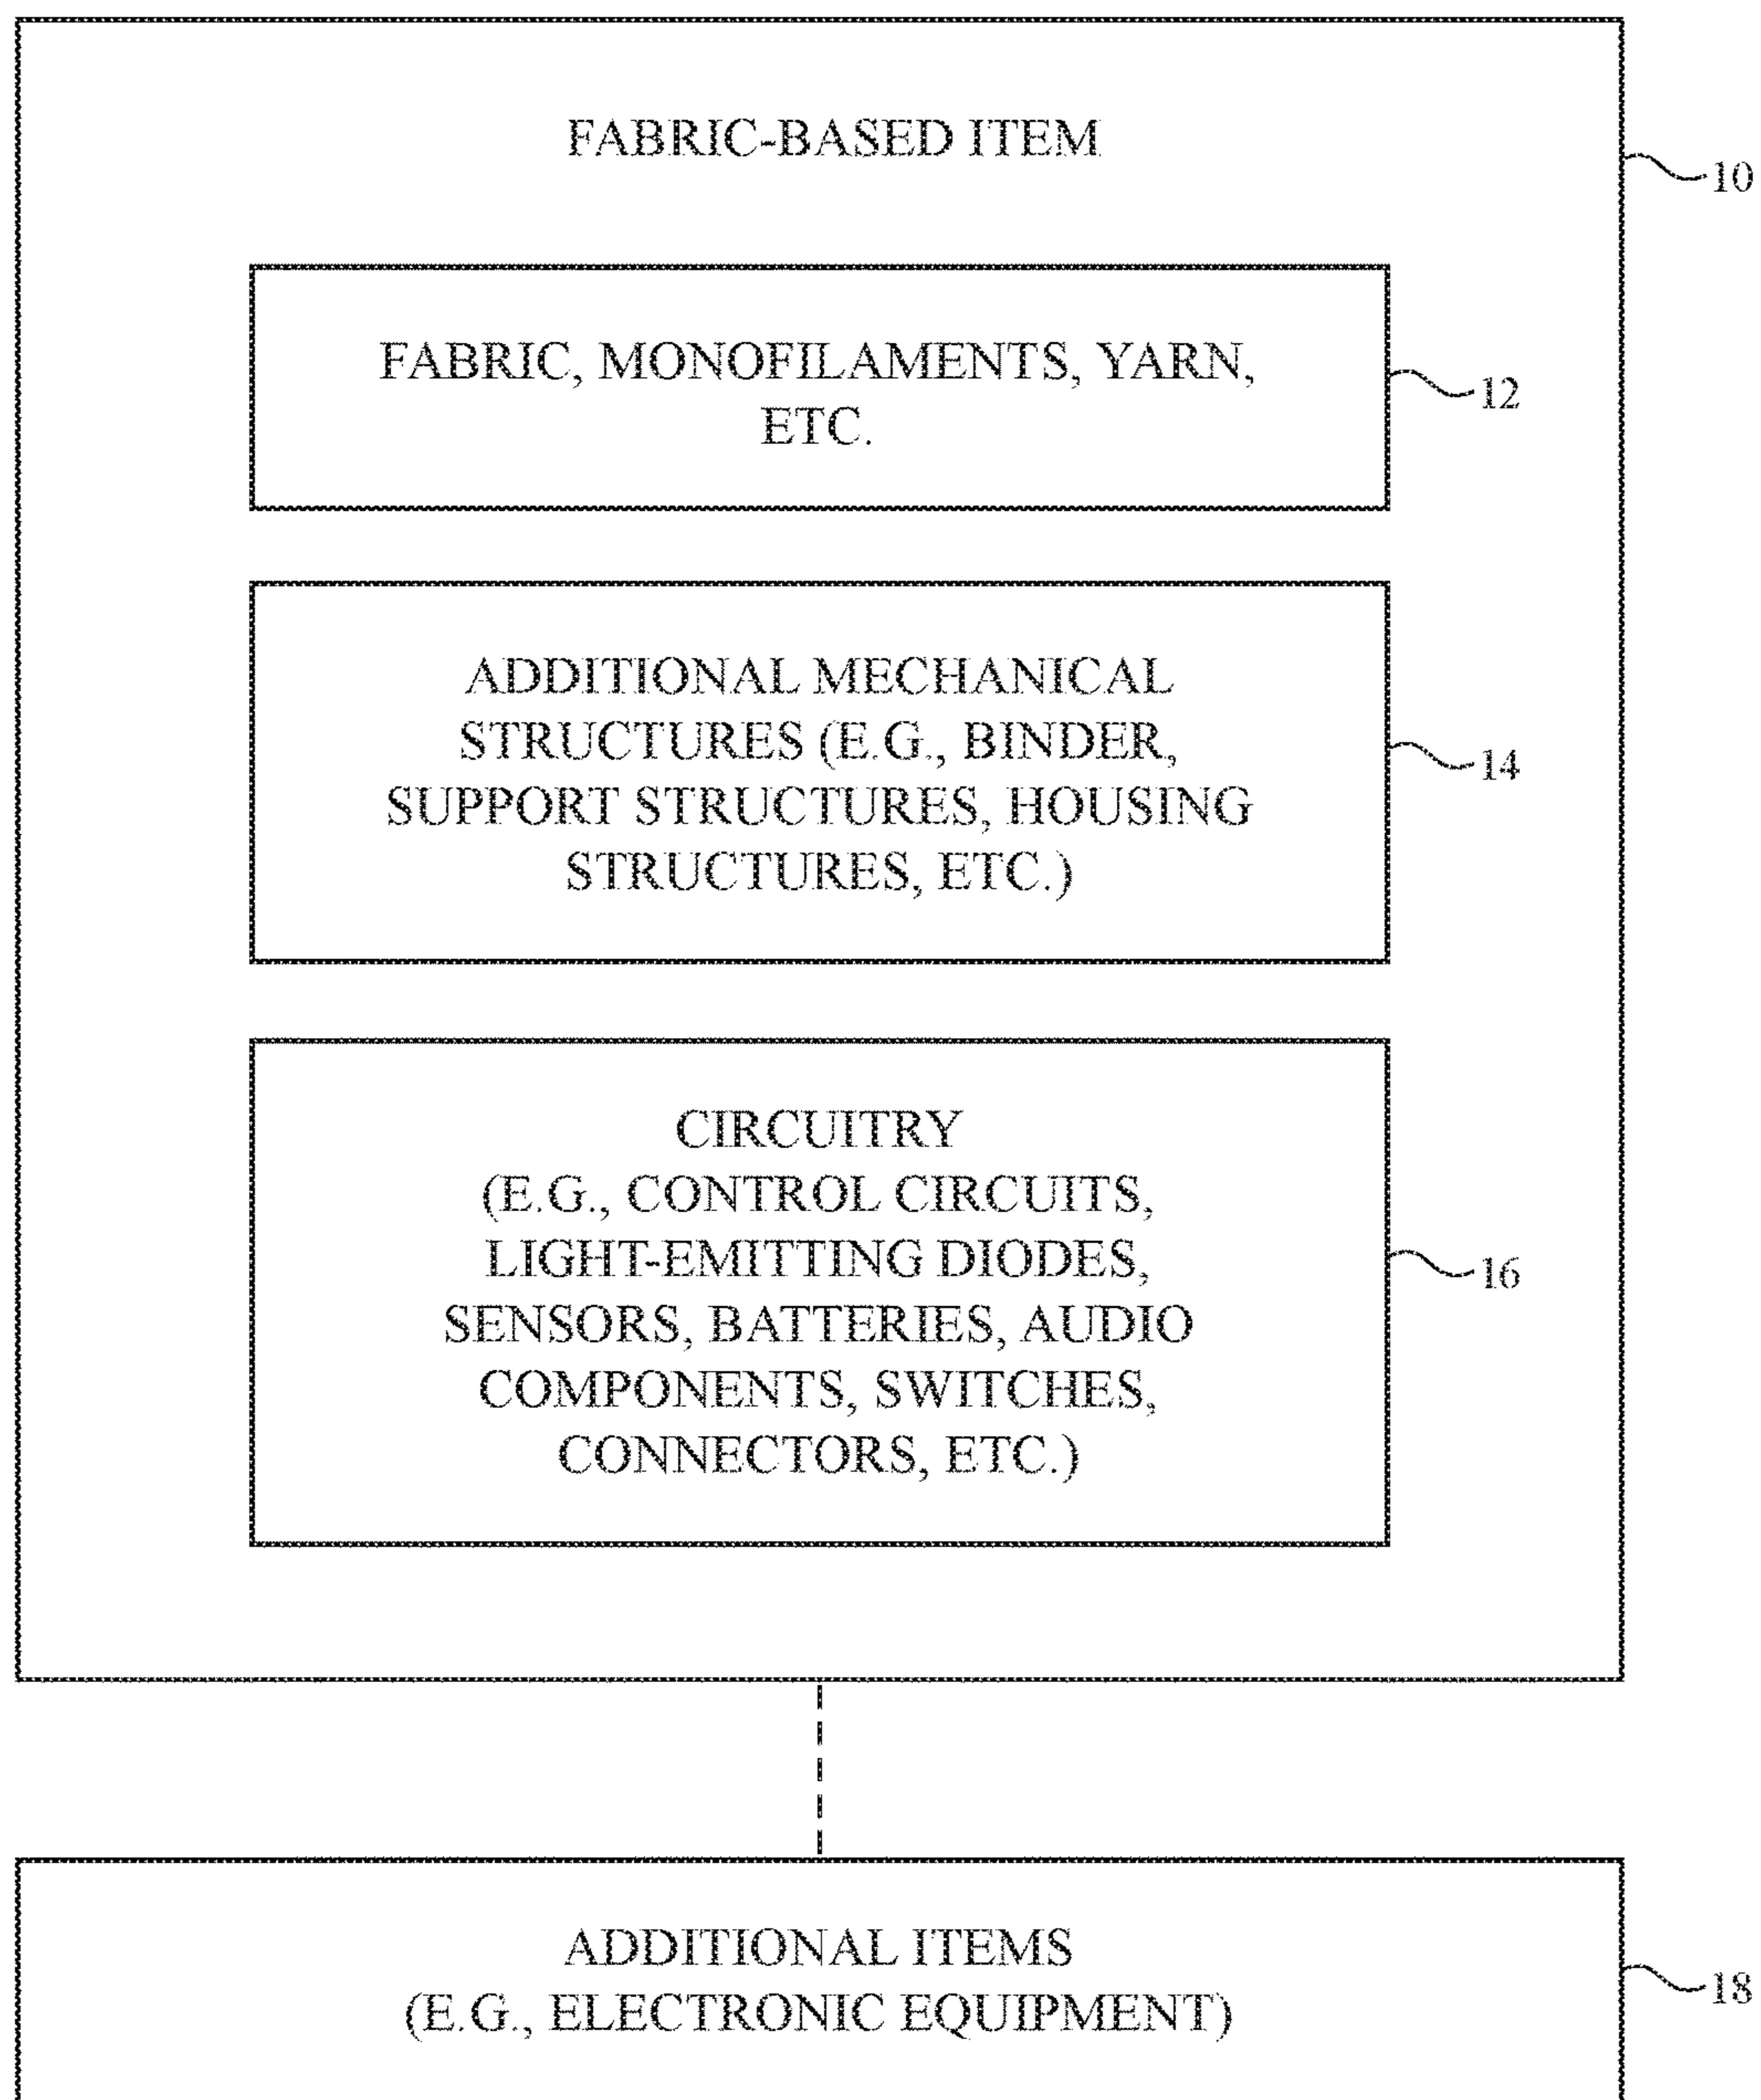 FABRIC-BASED ITEM
10
FABRIC, MONOFILAMENTS, YARN,
ETC.
12
ADDITIONAL MECHANICAL
STRUCTURES (E.G., BINDER,
SUPPORT STRUCTURES, HOUSING
STRUCTURES, ETC.)
14
CIRCUITRY
(E.G., CONTROL CIRCUITS,
LIGHT-EMITTING DIODES,
SENSORS, BATTERIES, AUDIO
COMPONENTS, SWITCHES,
CONNECTORS, ETC.)
16
ADDITIONAL ITEMS
(E.G., ELECTRONIC EQUIPMENT)
18